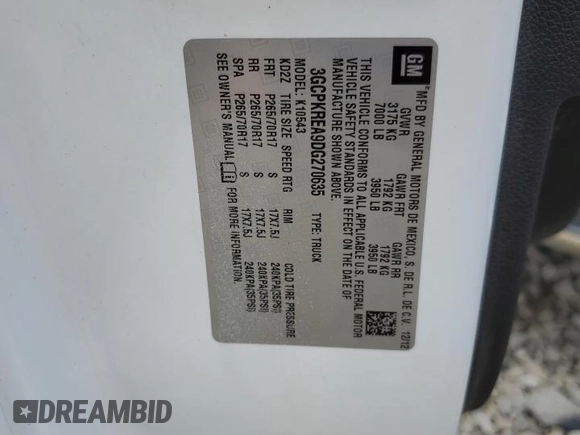 GM
MFD BY GENERAL MOTORS DE MEXICO, S. DE R.L. DE C.V. 12/12
GVWR GAWR FRT GAWR RR
3175 KG 1792 KG 1792 KG
7000 LB 3950 LB 3950 LB
THIS VEHICLE CONFORMS TO ALL APPLICABLE U.S. FEDERAL MOTOR
VEHICLE SAFETY STANDARDS IN EFFECT ON THE DATE OF
MANUFACTURE SHOWN ABOVE.
3GCPKREA9DG270635 TYPE: TRUCK
MODEL: K10543
KD2Z TIRE SIZE SPEED RTG RIM COLD TIRE PRESSURE
FRT P265/70R17 S 17X7.5J 240KPA(35PSI)
RR P265/70R17 S 17X7.5J 240KPA(35PSI)
SPA P265/70R17 S 17X7.5J 240KPA(35PSI)
SEE OWNER'S MANUAL FOR MORE INFORMATION.
DREAMBID